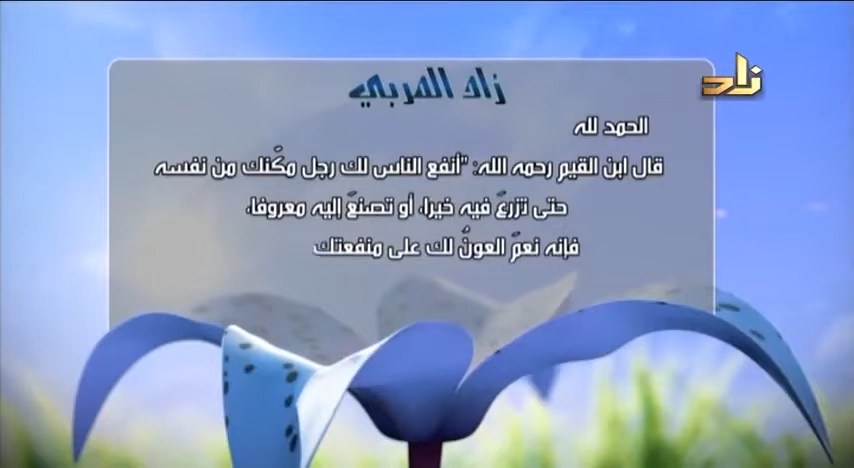 زاد المربي
زاد
الحمد لله
قال ابن القيم رحمه الله: "أنفع الناس لك رجل مكّنك من نفسه
حتى تزرعَ فيه خيرا، أو تصنعَ إليه معروفا،
فإنه نعمَ العونُ لك على منفعتك